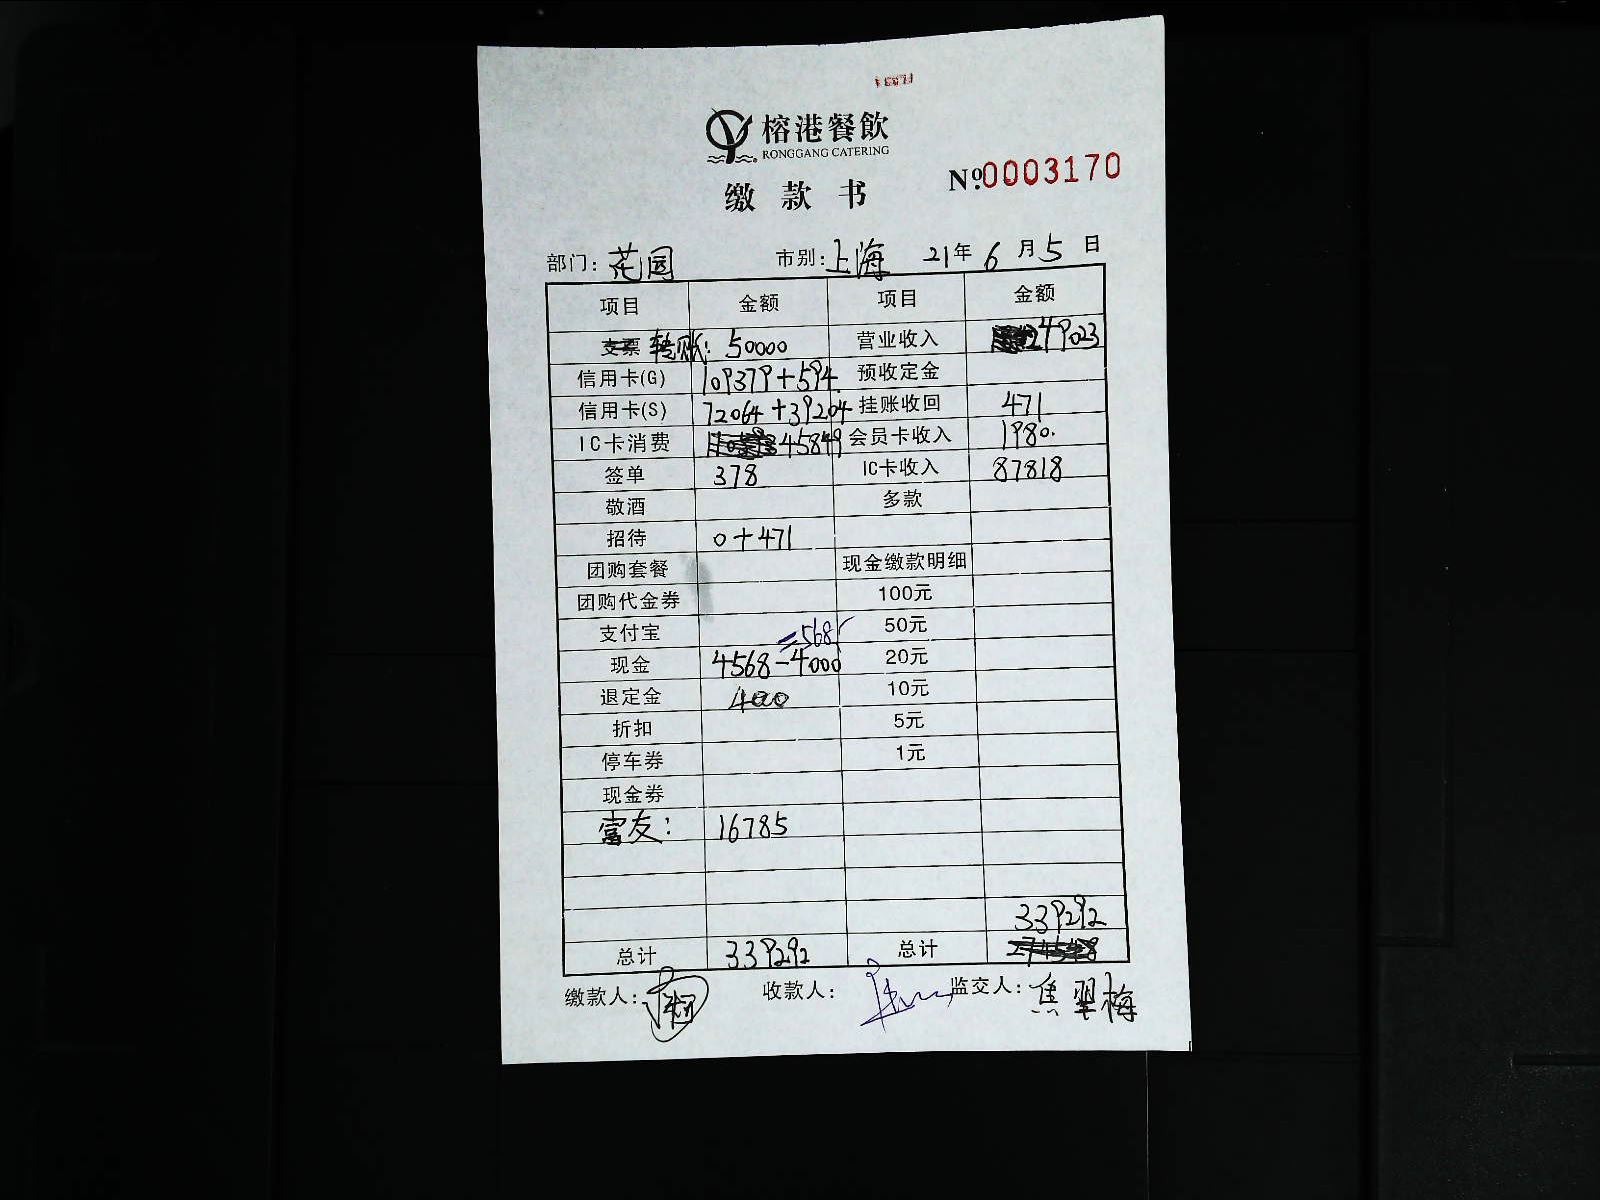 榕港餐飲
RONGGANG CATERING
缴款书
№0003170
部门：花园 市别：上海 21年6月5日
项目 金额 项目 金额
转账：50000 营业收入 249023
信用卡(G) 109379+594 预收定金
信用卡(S) 72064+39204 挂账收回 471
IC卡消费 45849 会员卡收入 1980.
签单 378 IC卡收入 87818
敬酒 多款
招待 0+471
团购套餐 现金缴款明细
团购代金券 100元
支付宝 =568 50元
现金 4568-4000 20元
退定金 400 10元
折扣 5元
停车券 1元
现金券
富友： 16785
339292
总计 339292 总计
缴款人： 收款人： 监交人：焦翠梅